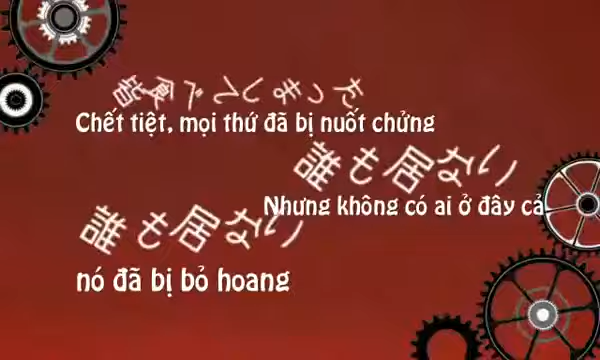 皆食べてしまった
Chết tiệt, mọi thứ đã bị nuốt chửng
誰も居ない
Nhưng không có ai ở đây cả
誰も居ない
nó đã bị bỏ hoang